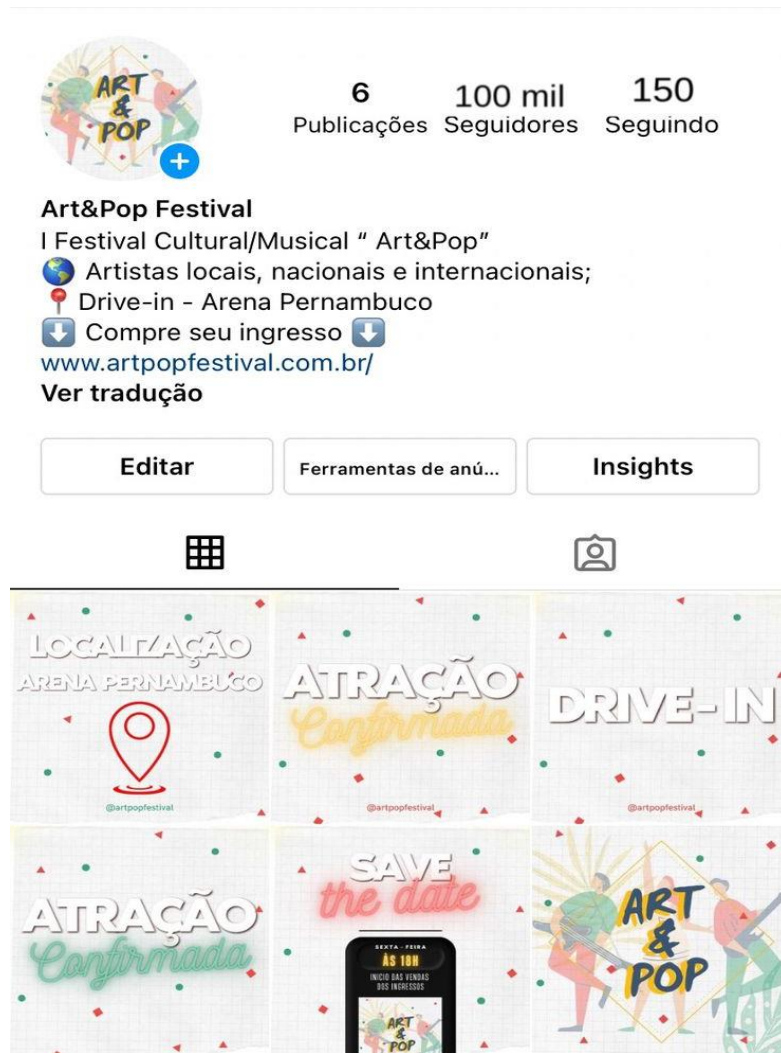 ART
&
POP
6 100 mil 150
Publicações Seguidores Seguindo
Art&Pop Festival
I Festival Cultural/Musical “ Art&Pop”
Artistas locais, nacionais e internacionais;
Drive-in - Arena Pernambuco
Compre seu ingresso
www.artpopfestival.com.br/
Ver tradução
Editar Ferramentas de anú... Insights
LOCALIZAÇÃO
ARENA PERNAMBUCO
@artpopfestival
ATRAÇÃO
Confirmada
@artpopfestival
DRIVE-IN
@artpopfestival
ATRAÇÃO
Confirmada
SAVE
the date
SEXTA - FEIRA
ÀS 18H
INICIO DAS VENDAS
DOS INGRESSOS
ART
&
POP
ART
&
POP